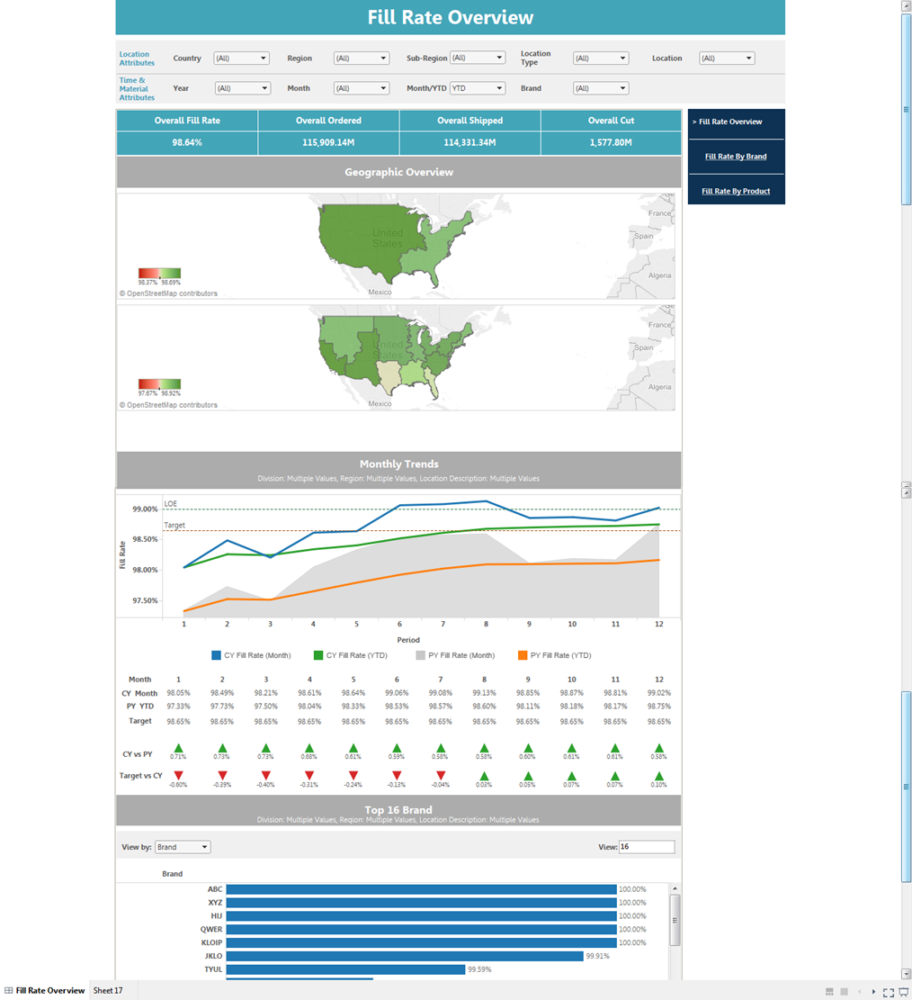 Fill Rate Overview
Location Attributes Country (All) Region (All) Sub-Region (All) Location Type (All) Location (All)
Time & Material Attributes Year (All) Month (All) Month/YTD YTD Brand (All)
Overall Fill Rate Overall Ordered Overall Shipped Overall Cut
98.64% 115,909.14M 114,331.34M 1,577.80M
> Fill Rate Overview
Fill Rate By Brand
Fill Rate By Product
Geographic Overview
United States
Mexico
France
Spain
Algeria
98.37% 98.69%
© OpenStreetMap contributors
United States
Mexico
France
Spain
Algeria
97.67% 98.92%
© OpenStreetMap contributors
Monthly Trends
Division: Multiple Values, Region: Multiple Values, Location Description: Multiple Values
Fill Rate
LOE
99.00%
Target
98.50%
98.00%
97.50%
1 2 3 4 5 6 7 8 9 10 11 12
Period
CY Fill Rate (Month) CY Fill Rate (YTD) PY Fill Rate (Month) PY Fill Rate (YTD)
Month 1 2 3 4 5 6 7 8 9 10 11 12
CY Month 98.05% 98.49% 98.21% 98.61% 98.64% 99.06% 99.08% 99.13% 98.85% 98.87% 98.81% 99.02%
PY YTD 97.33% 97.73% 97.50% 98.04% 98.33% 98.53% 98.57% 98.60% 98.11% 98.18% 98.17% 98.75%
Target 98.65% 98.65% 98.65% 98.65% 98.65% 98.65% 98.65% 98.65% 98.65% 98.65% 98.65% 98.65%
CY vs PY 0.71% 0.73% 0.73% 0.68% 0.61% 0.59% 0.58% 0.58% 0.60% 0.61% 0.61% 0.58%
Target vs CY -0.60% -0.39% -0.40% -0.31% -0.24% -0.13% -0.04% 0.03% 0.05% 0.07% 0.07% 0.10%
Top 16 Brand
Division: Multiple Values, Region: Multiple Values, Location Description: Multiple Values
View by: Brand View: 16
Brand
ABC 100.00%
XYZ 100.00%
HIJ 100.00%
QWER 100.00%
KLOIP 100.00%
JKLO 99.91%
TYUL 99.59%
Fill Rate Overview Sheet 17